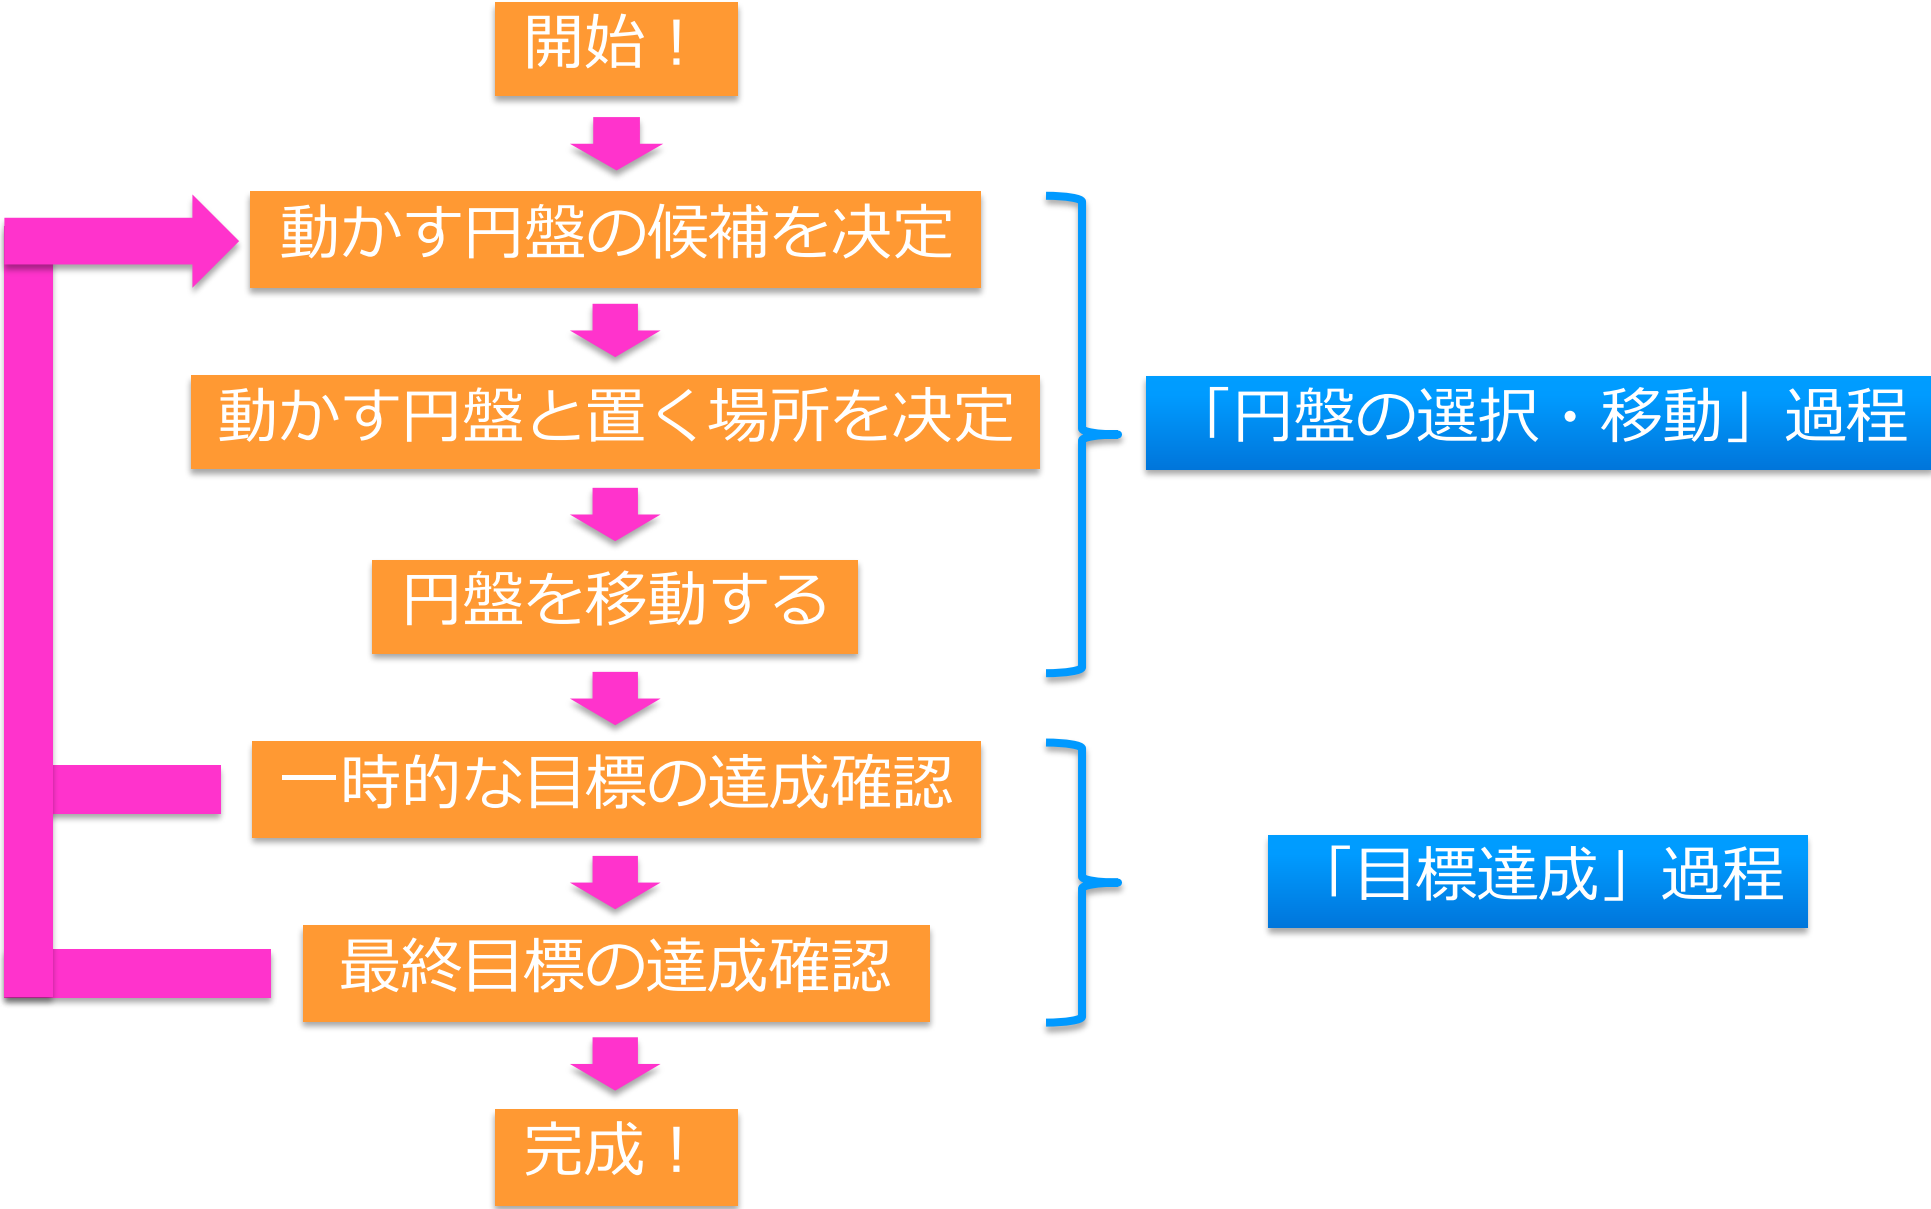 開始！
動かす円盤の候補を決定
動かす円盤と置く場所を決定
「円盤の選択・移動」過程
円盤を移動する
一時的な目標の達成確認
「目標達成」過程
最終目標の達成確認
完成！